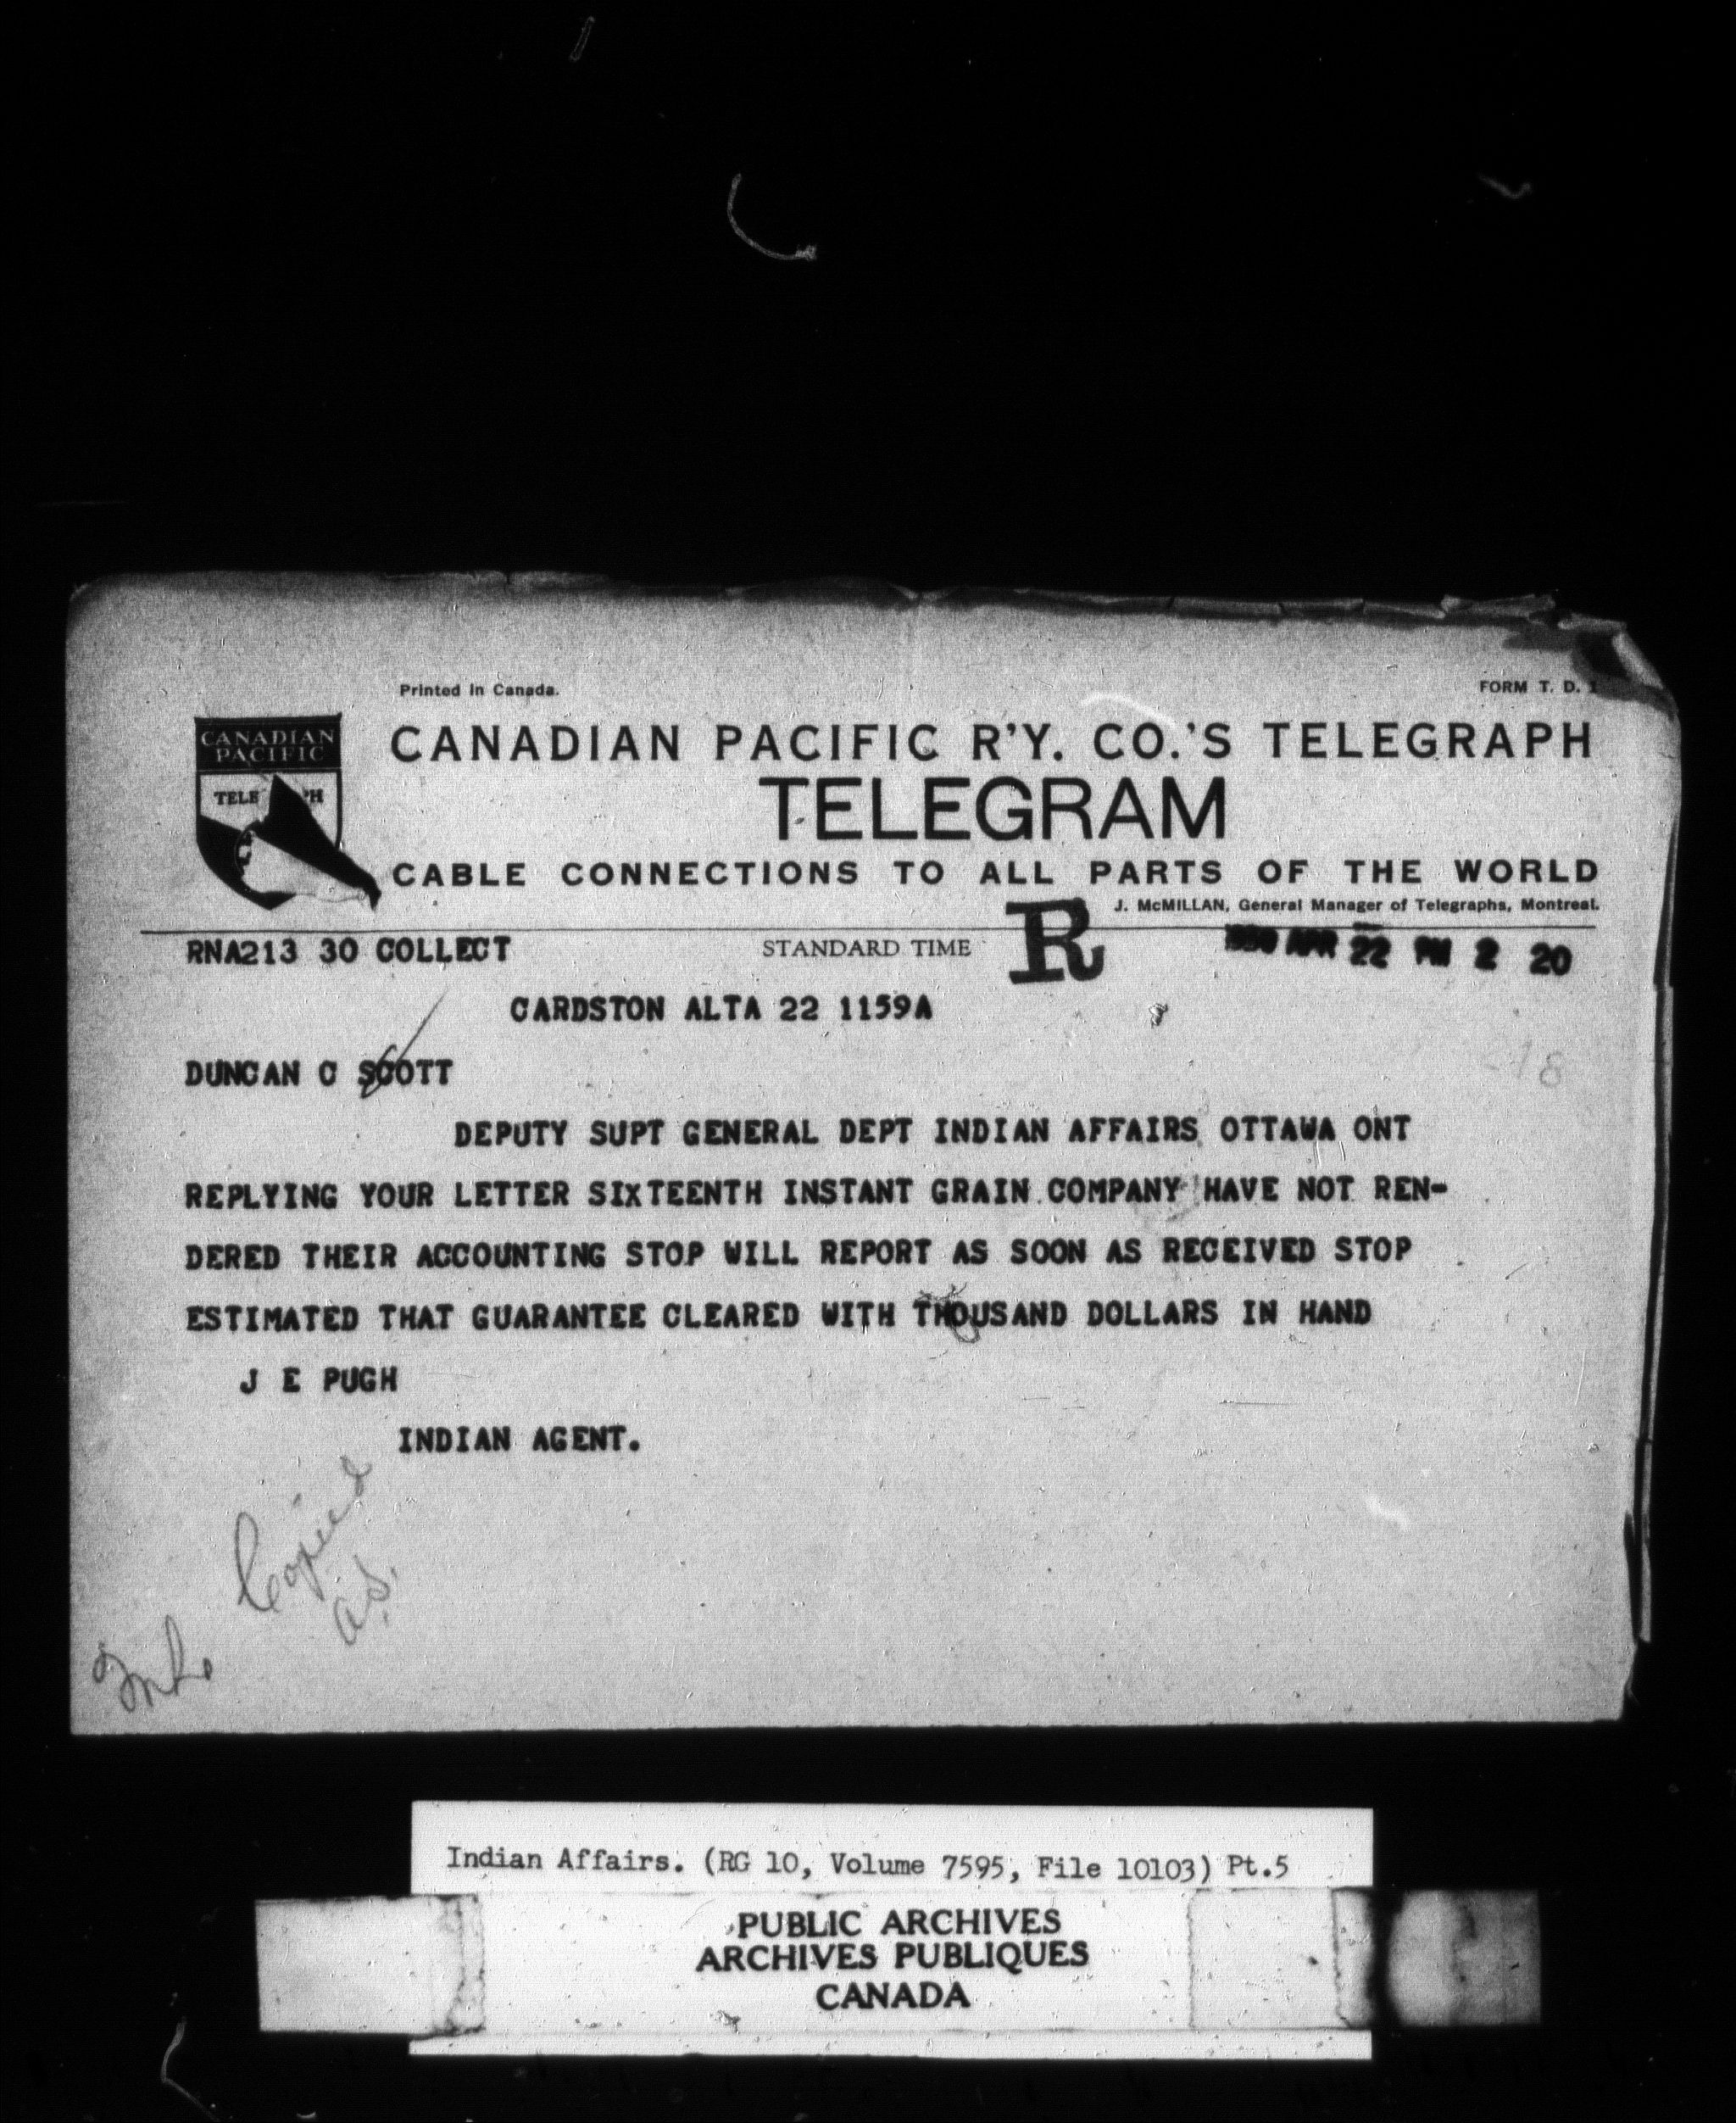 Printed in Canada.
FORM T. D. 1
CANADIAN PACIFIC
TELEGRAPH
CANADIAN PACIFIC R'Y. CO.'S TELEGRAPH
TELEGRAM
CABLE CONNECTIONS TO ALL PARTS OF THE WORLD
J. McMILLAN, General Manager of Telegraphs, Montreal.
RNA213 30 COLLECT STANDARD TIME R APR 22 PM 2 20
CARDSTON ALTA 22 1159A
DUNCAN C SCOTT
18
DEPUTY SUPT GENERAL DEPT INDIAN AFFAIRS OTTAWA ONT
REPLYING YOUR LETTER SIXTEENTH INSTANT GRAIN COMPANY HAVE NOT REN-
DERED THEIR ACCOUNTING STOP WILL REPORT AS SOON AS RECEIVED STOP
ESTIMATED THAT GUARANTEE CLEARED WITH THOUSAND DOLLARS IN HAND
J E PUGH
INDIAN AGENT.
Copied
a.s.
Indian Affairs. (RG 10, Volume 7595, File 10103) Pt.5
PUBLIC ARCHIVES
ARCHIVES PUBLIQUES
CANADA